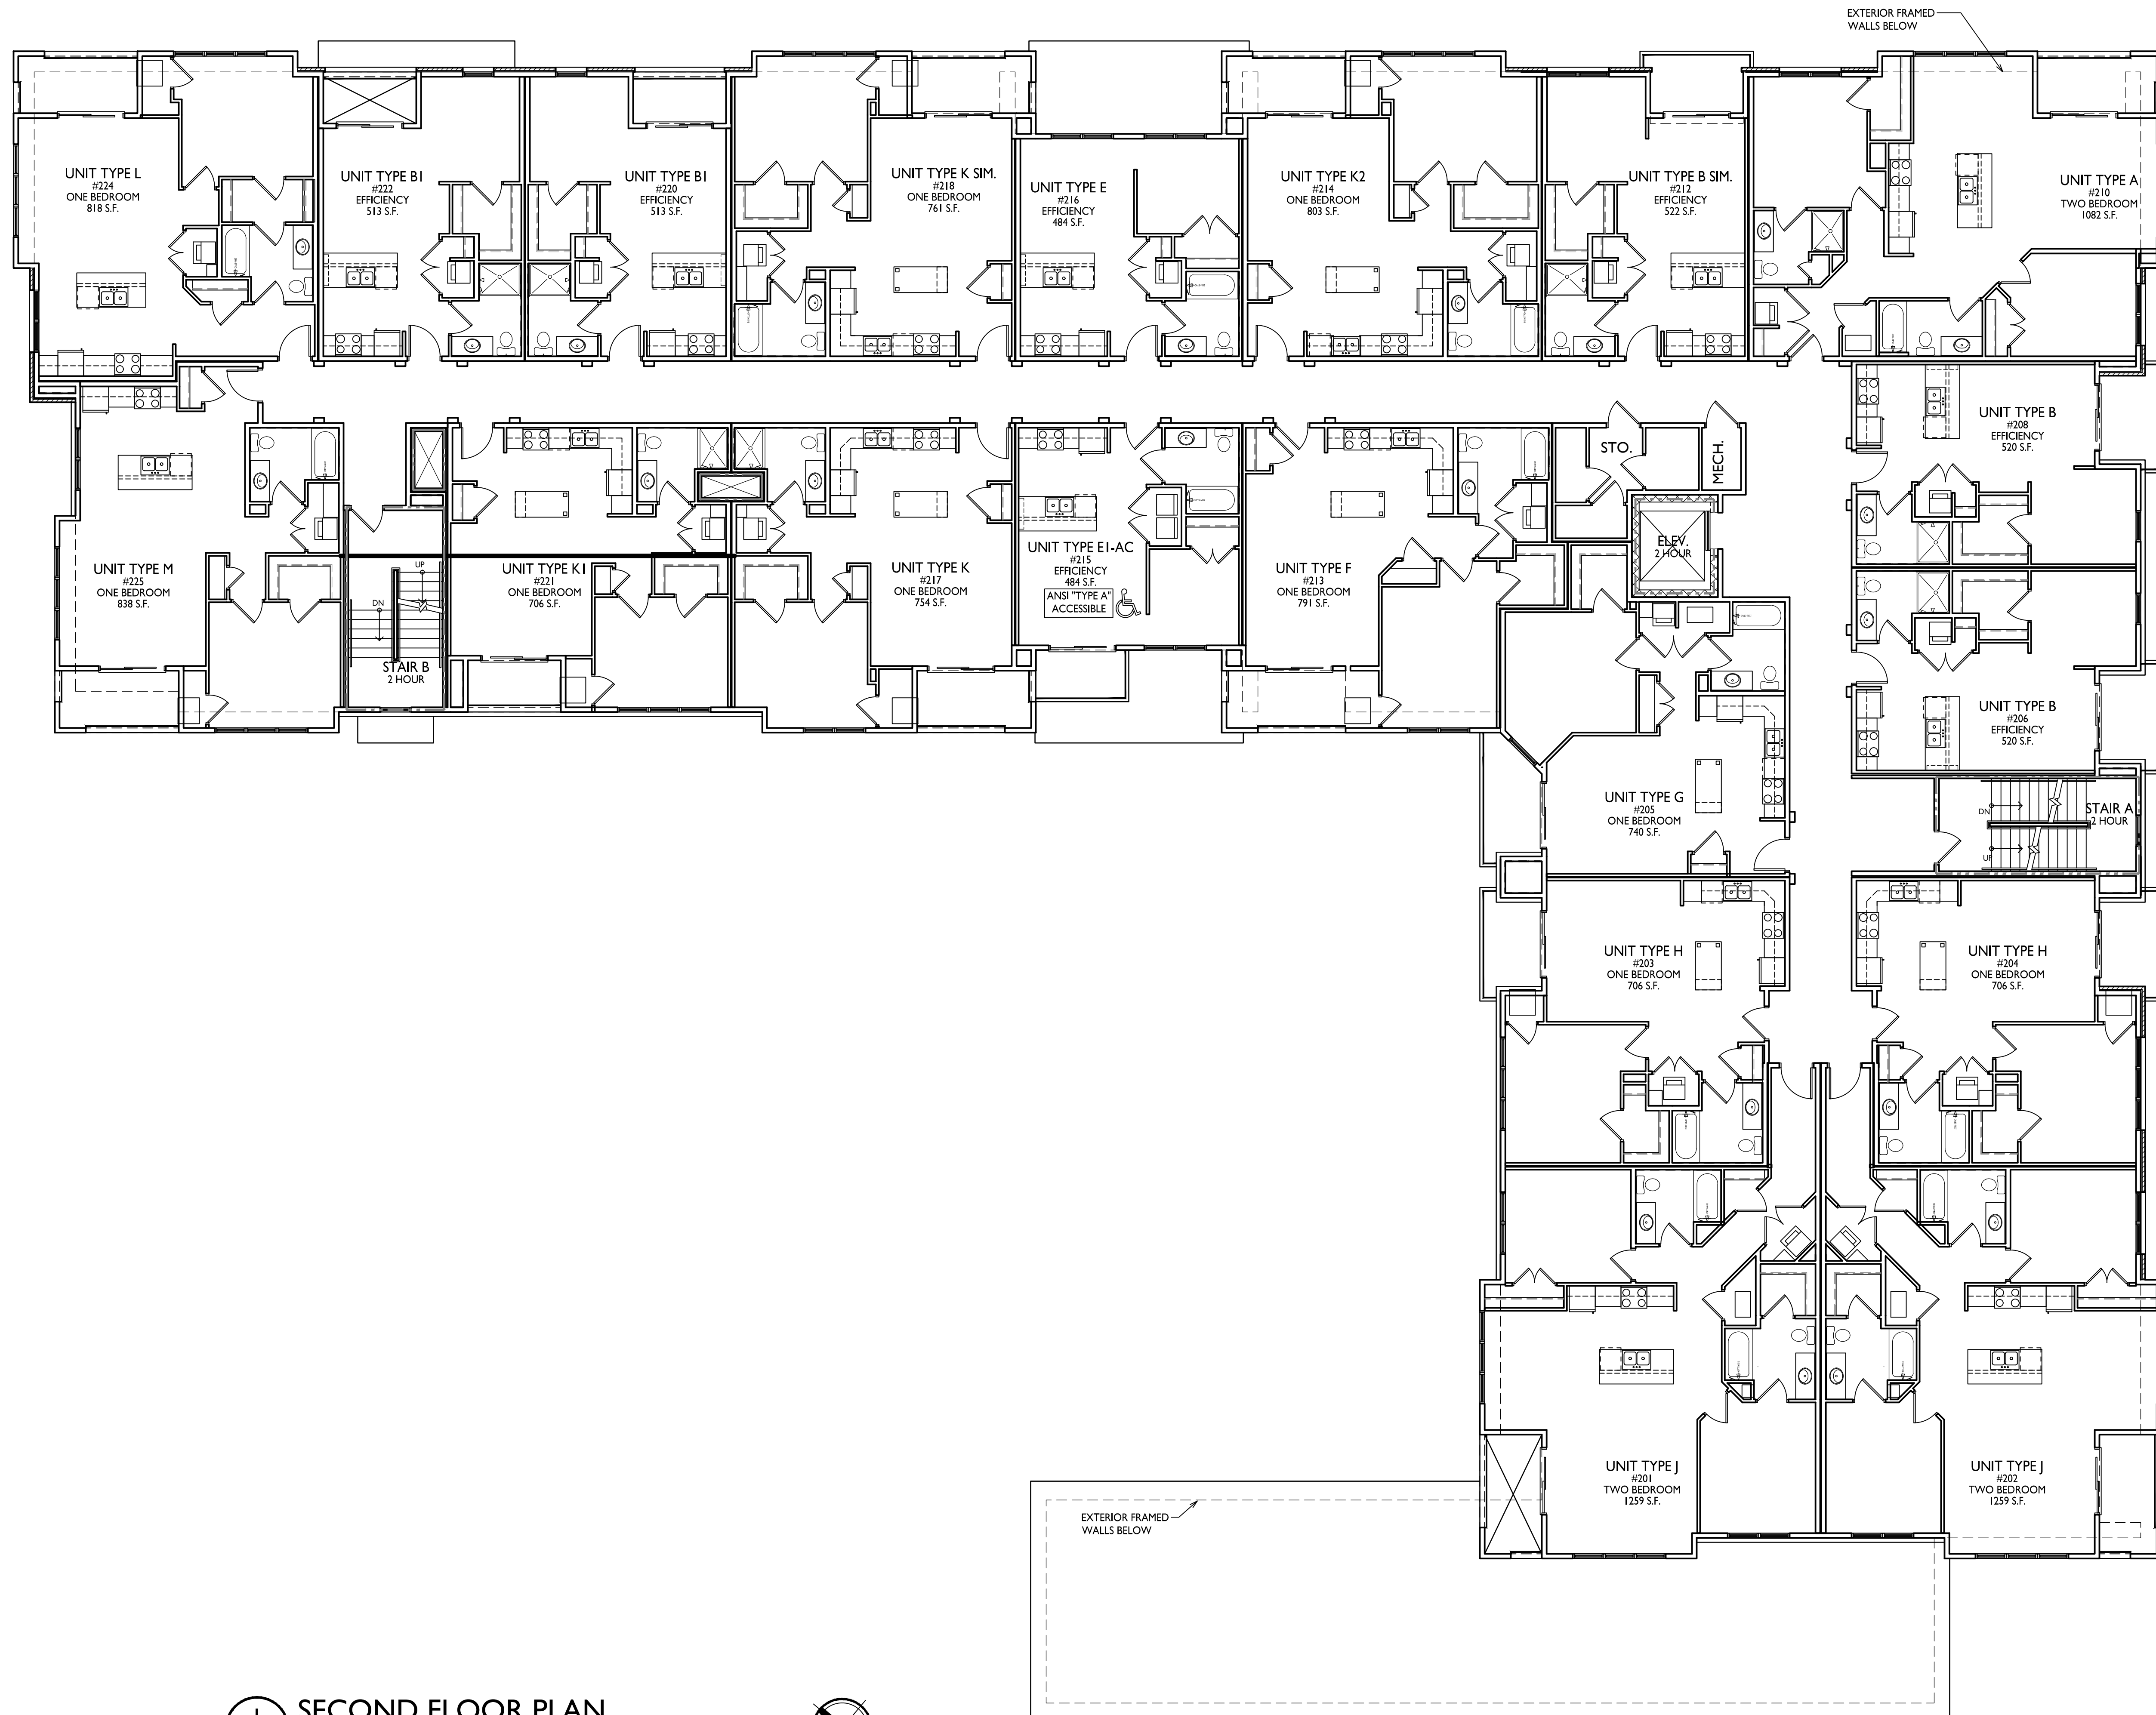 EXTERIOR FRAMED
WALLS BELOW
UNIT TYPE L
#224
ONE BEDROOM
818 S.F.
UNIT TYPE B1
#222
EFFICIENCY
513 S.F.
UNIT TYPE B1
#220
EFFICIENCY
513 S.F.
UNIT TYPE K SIM.
#218
ONE BEDROOM
761 S.F.
UNIT TYPE E
#216
EFFICIENCY
484 S.F.
UNIT TYPE K2
#214
ONE BEDROOM
803 S.F.
UNIT TYPE B SIM.
#212
EFFICIENCY
522 S.F.
UNIT TYPE A
#210
TWO BEDROOM
1082 S.F.
UNIT TYPE B
#208
EFFICIENCY
520 S.F.
STO.
MECH.
ELEV.
2 HOUR
UNIT TYPE M
#225
ONE BEDROOM
838 S.F.
UP
DN
STAIR B
2 HOUR
UNIT TYPE K1
#221
ONE BEDROOM
706 S.F.
UNIT TYPE K
#217
ONE BEDROOM
754 S.F.
UNIT TYPE E1-AC
#215
EFFICIENCY
484 S.F.
ANSI "TYPE A"
ACCESSIBLE
UNIT TYPE F
#213
ONE BEDROOM
791 S.F.
UNIT TYPE B
#206
EFFICIENCY
520 S.F.
UNIT TYPE G
#205
ONE BEDROOM
740 S.F.
STAIR A
2 HOUR
DN
UP
UNIT TYPE H
#203
ONE BEDROOM
706 S.F.
UNIT TYPE H
#204
ONE BEDROOM
706 S.F.
UNIT TYPE J
#201
TWO BEDROOM
1259 S.F.
UNIT TYPE J
#202
TWO BEDROOM
1259 S.F.
EXTERIOR FRAMED
WALLS BELOW
SECOND FLOOR PLAN